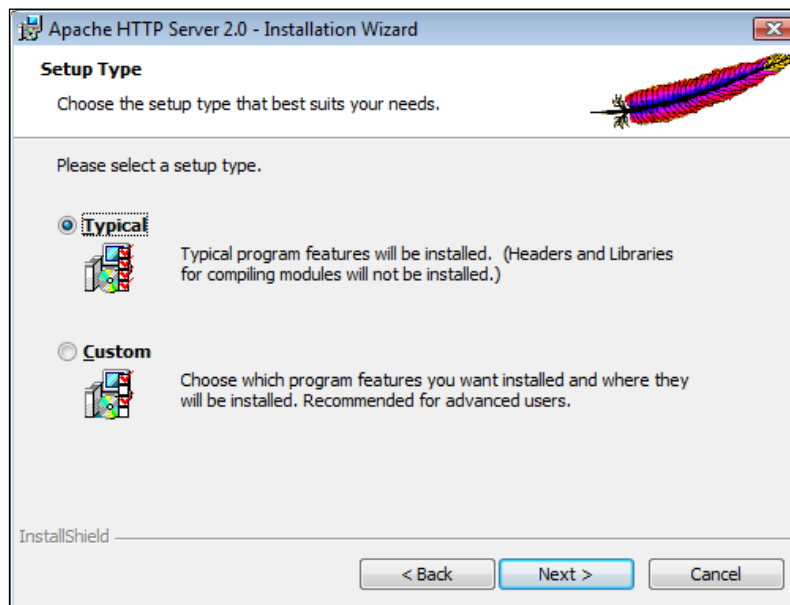 Apache HTTP Server 2.0 - Installation Wizard
Setup Type
Choose the setup type that best suits your needs.
Please select a setup type.
Typical
Typical program features will be installed. (Headers and Libraries
for compiling modules will not be installed.)
Custom
Choose which program features you want installed and where they
will be installed. Recommended for advanced users.
InstallShield
< Back Next > Cancel